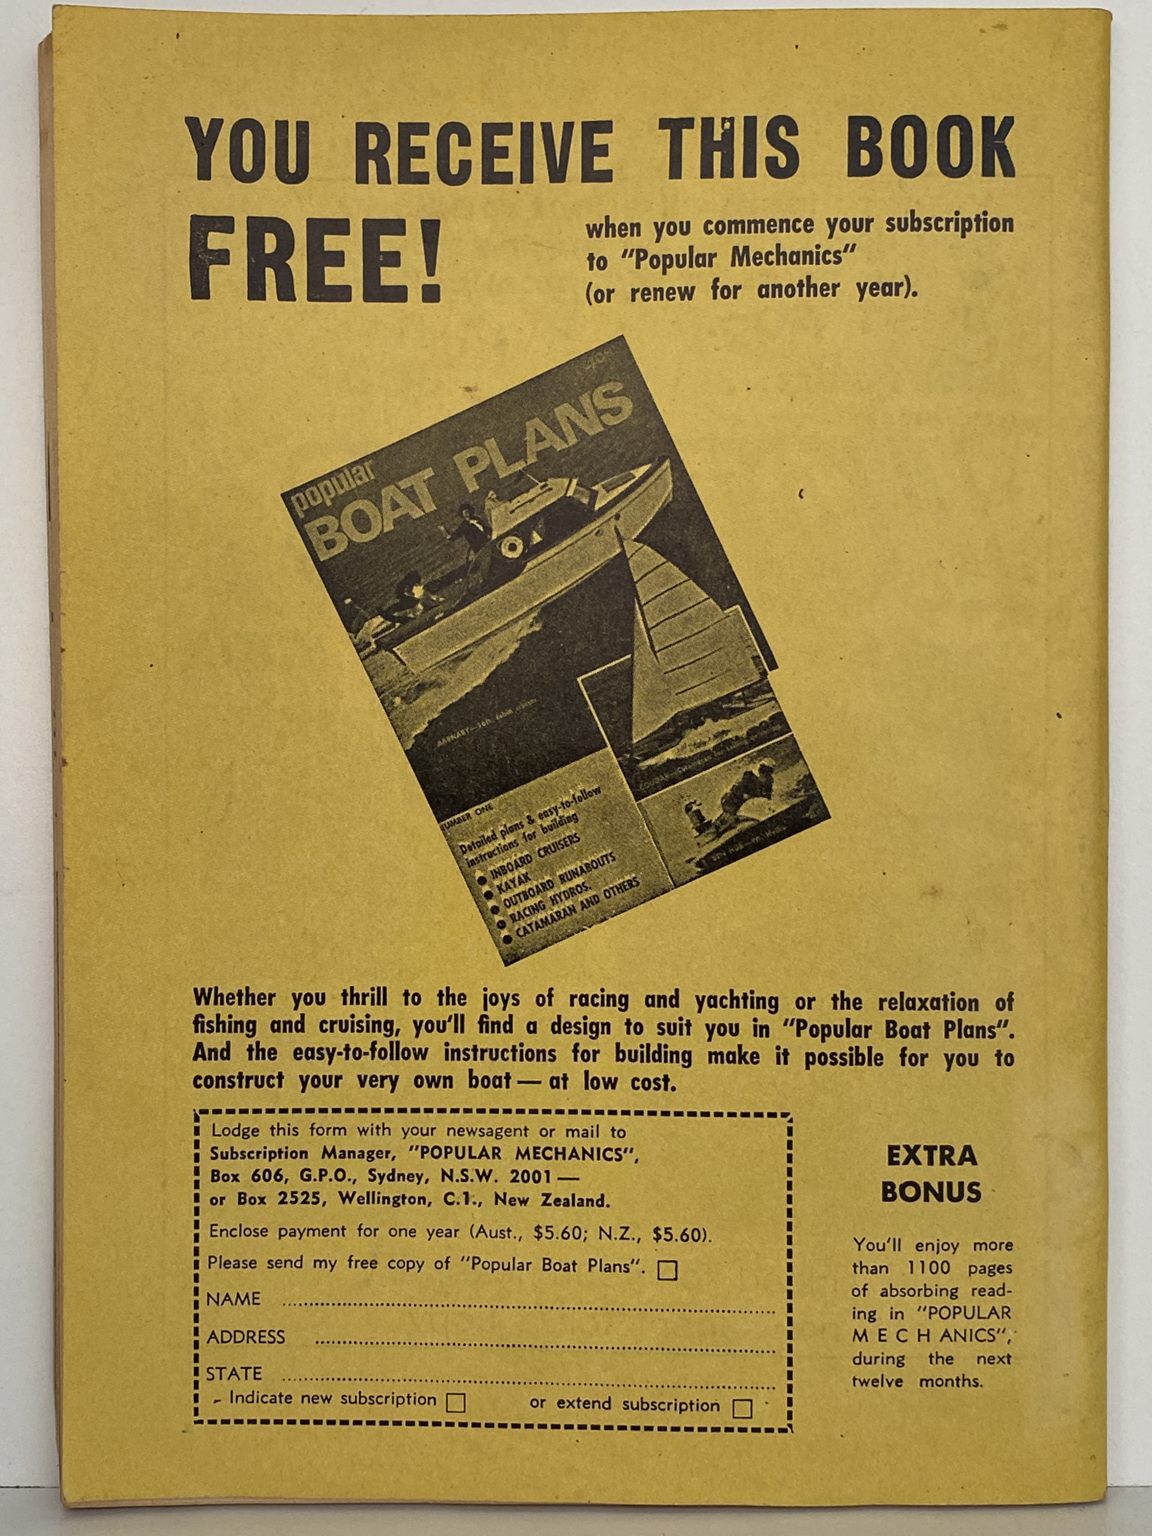 YOU RECEIVE THIS BOOK
FREE!
when you commence your subscription
to "Popular Mechanics"
(or renew for another year).
popular
BOAT PLANS
NUMBER ONE
Detailed plans & easy-to-follow
instructions for building
● INBOARD CRUISERS
● KAYAK
● OUTBOARD RUNABOUTS
● RACING HYDROS.
● CATAMARAN AND OTHERS
Whether you thrill to the joys of racing and yachting or the relaxation of
fishing and cruising, you'll find a design to suit you in "Popular Boat Plans".
And the easy-to-follow instructions for building make it possible for you to
construct your very own boat — at low cost.
Lodge this form with your newsagent or mail to
Subscription Manager, "POPULAR MECHANICS",
Box 606, G.P.O., Sydney, N.S.W. 2001 —
or Box 2525, Wellington, C.1., New Zealand.
Enclose payment for one year (Aust., $5.60; N.Z., $5.60).
Please send my free copy of "Popular Boat Plans". □
NAME
ADDRESS
STATE
Indicate new subscription □ or extend subscription □
EXTRA
BONUS
You'll enjoy more
than 1100 pages
of absorbing read-
ing in "POPULAR
MECHANICS",
during the next
twelve months.